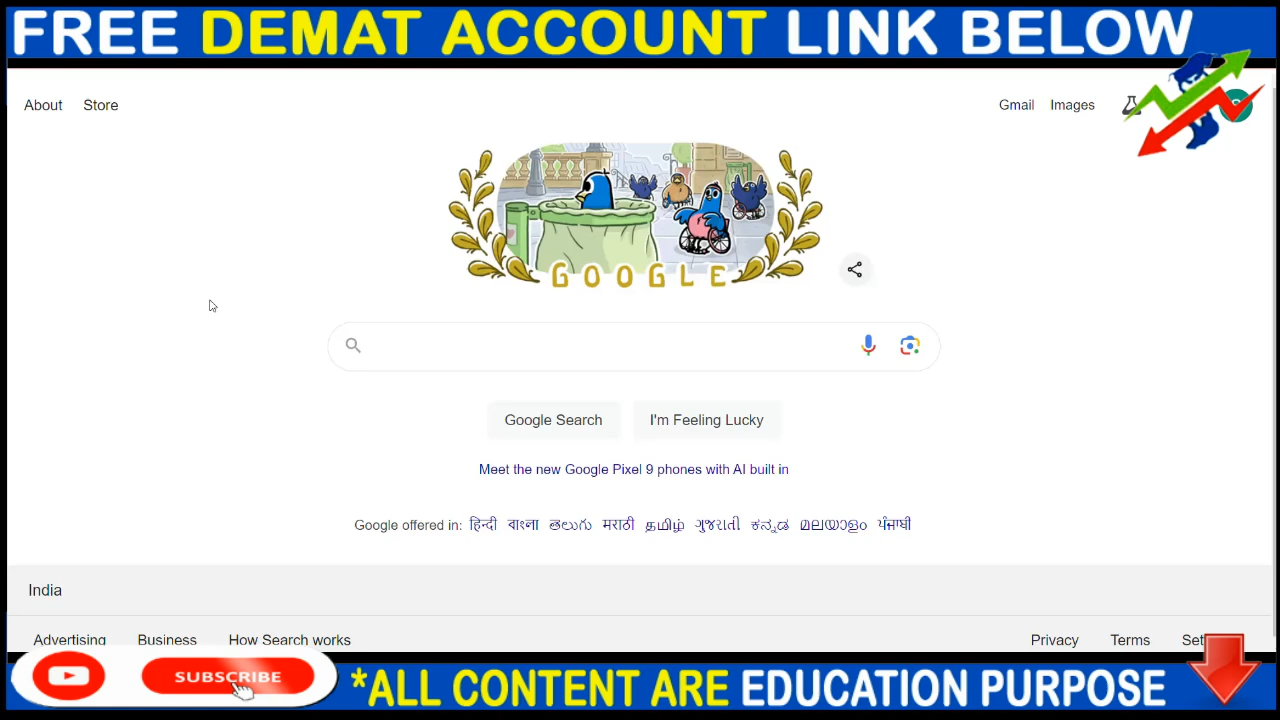 FREE DEMAT ACCOUNT LINK BELOW
About Store Gmail Images
GOOGLE
Google Search I'm Feeling Lucky
Meet the new Google Pixel 9 phones with AI built in
Google offered in: हिन्दी বাংলা తెలుగు मराठी தமிழ் ગુજરાતી ಕನ್ನಡ മലയാളം ਪੰਜਾਬੀ
India
Advertising Business How Search works Privacy Terms
SUBSCRIBE
*ALL CONTENT ARE EDUCATION PURPOSE